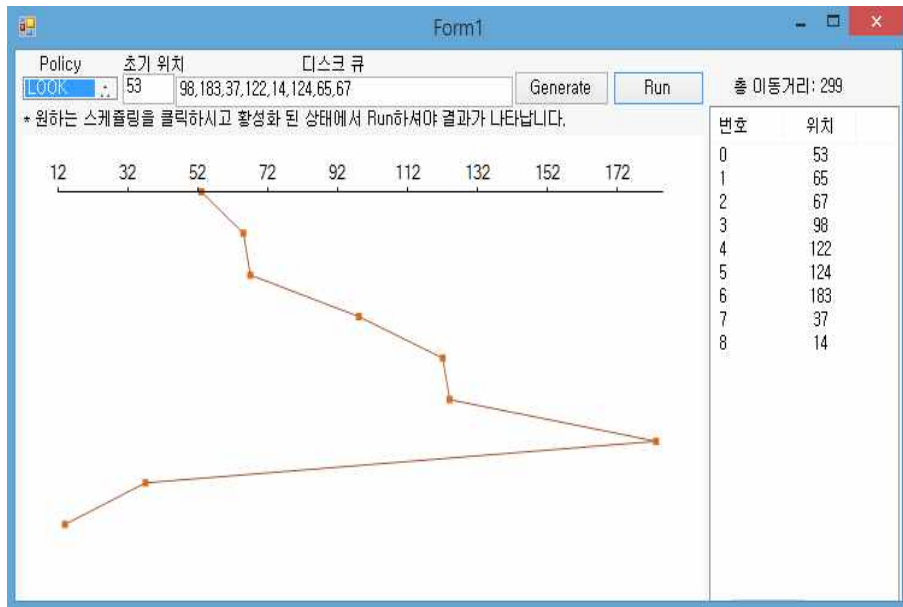 Form1
Policy 초기 위치 디스크 큐
LOOK 53 98,183,37,122,14,124,65,67 Generate Run 총 이동거리: 299
* 원하는 스케쥴링을 클릭하시고 황성화 된 상태에서 Run하셔야 결과가 나타납니다.
번호 위치
12 32 52 72 92 112 132 152 172
0 53
1 65
2 67
3 98
4 122
5 124
6 183
7 37
8 14